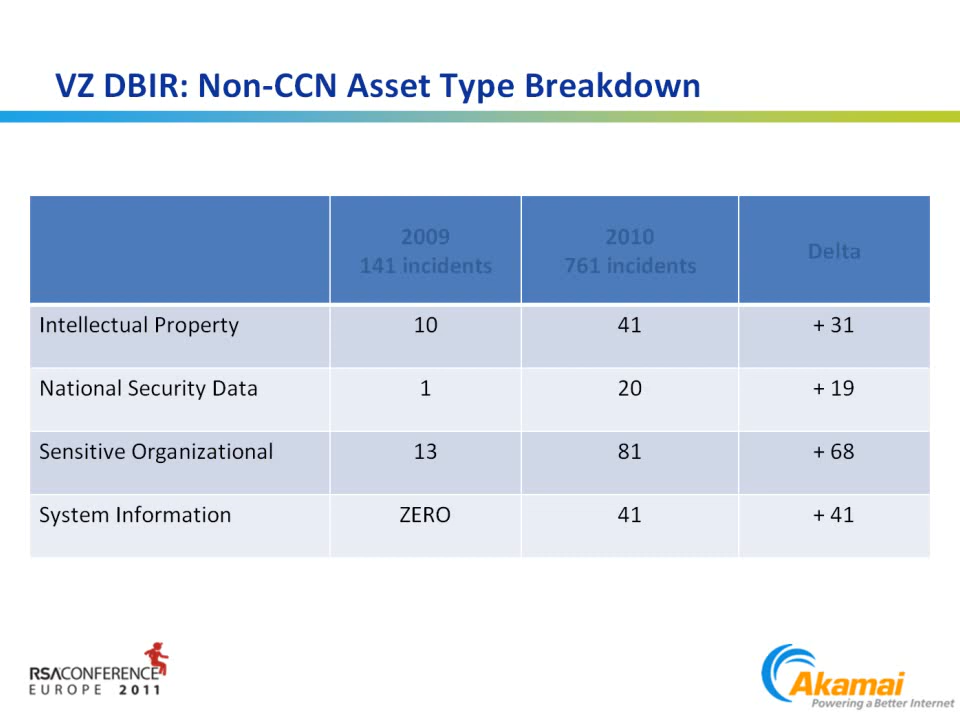 VZ DBIR: Non-CCN Asset Type Breakdown
2009
141 incidents
2010
761 incidents
Delta
Intellectual Property 10 41 + 31
National Security Data 1 20 + 19
Sensitive Organizational 13 81 + 68
System Information ZERO 41 + 41
RSACONFERENCE
EUROPE 2011
Akamai
Powering a Better Internet